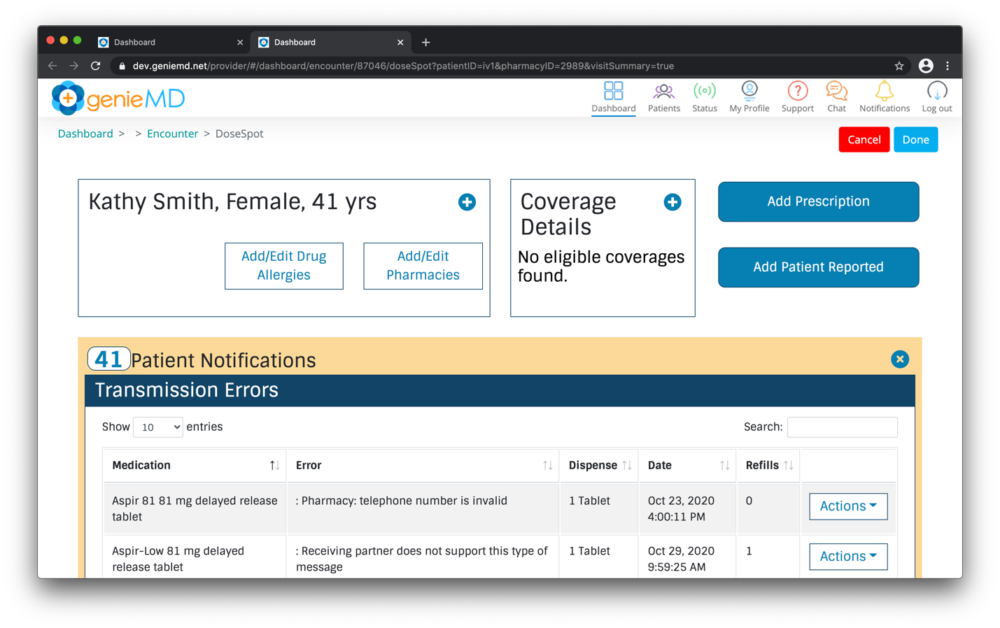 Dashboard
Dashboard
dev.geniemd.net/provider/#/dashboard/encounter/87046/doseSpot?patientID=iv1&pharmacyID=2989&visitSummary=true
genieMD
Dashboard Patients Status My Profile Support Chat Notifications Log out
Dashboard > > Encounter > DoseSpot
Cancel Done
Kathy Smith, Female, 41 yrs
Add/Edit Drug
Allergies
Add/Edit
Pharmacies
Coverage
Details
No eligible coverages
found.
Add Prescription
Add Patient Reported
41 Patient Notifications
Transmission Errors
Show 10 entries
Search:
Medication Error Dispense Date Refills
Aspir 81 81 mg delayed release
tablet
: Pharmacy: telephone number is invalid
1 Tablet
Oct 23, 2020
4:00:11 PM
0
Actions
Aspir-Low 81 mg delayed
release tablet
: Receiving partner does not support this type of
message
1 Tablet
Oct 29, 2020
9:59:25 AM
1
Actions